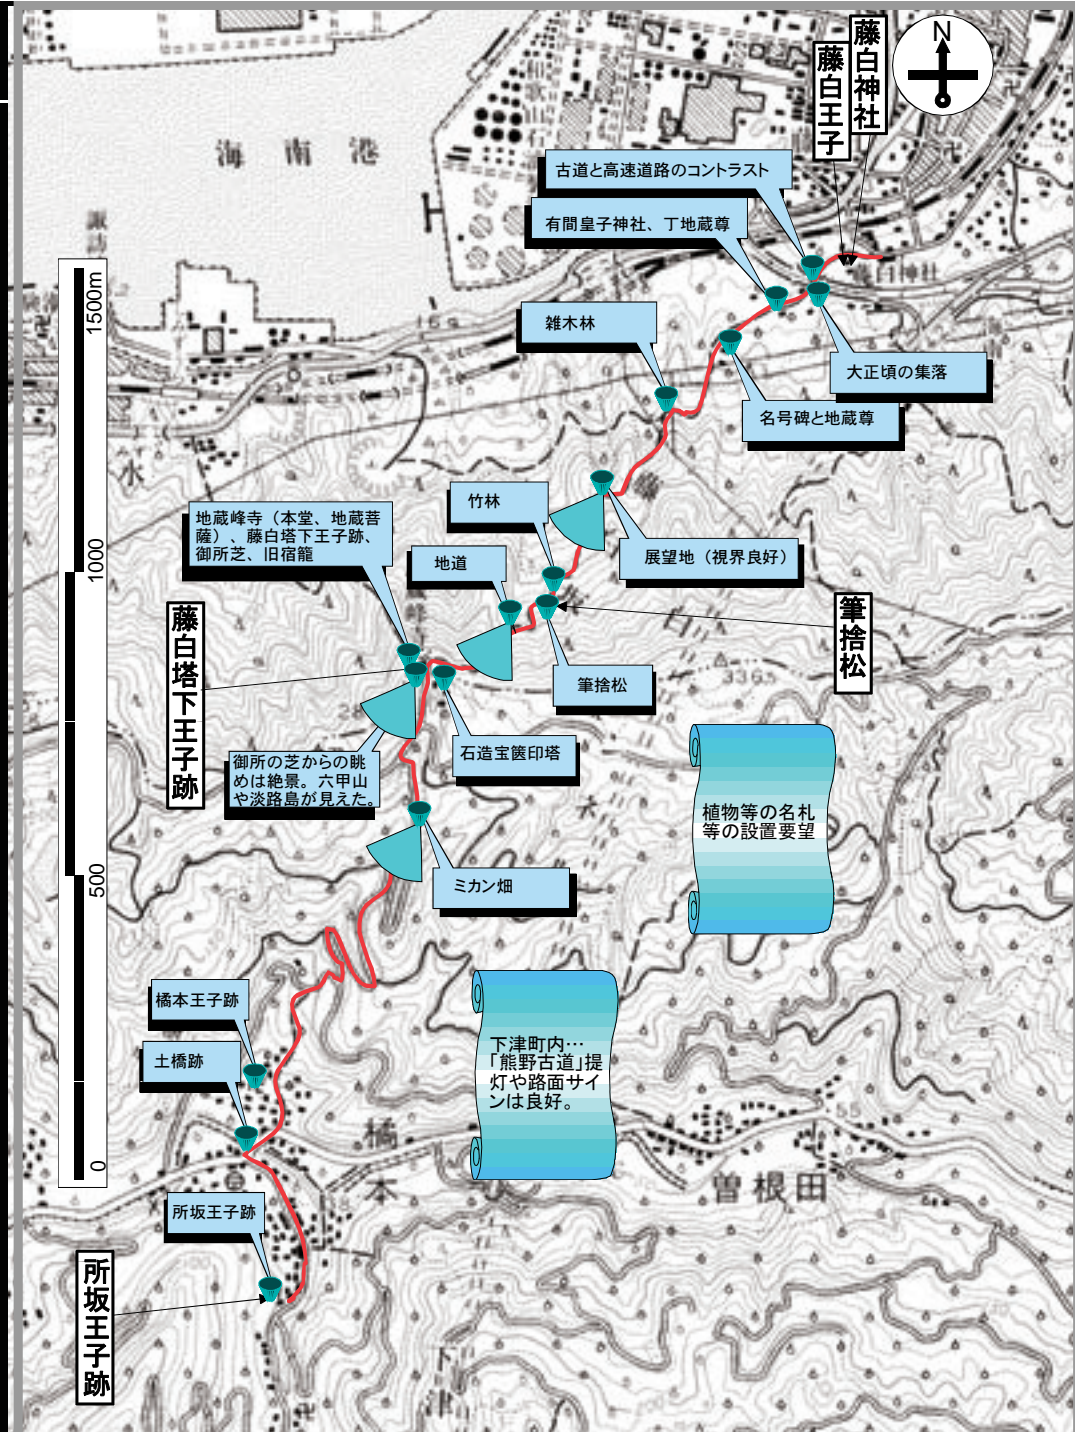 藤白神社
藤白王子
N
海南港
古道と高速道路のコントラスト
有間皇子神社、丁地蔵尊
藤白神社
1500m
雑木林
大正頃の集落
名号碑と地蔵尊
水
地蔵峰寺（本堂、地蔵菩
薩）、藤白塔下王子跡、
御所芝、旧宿籠
竹林
地道
展望地（視界良好）
1000
藤白塔下王子跡
筆捨松
筆捨松
石造宝篋印塔
御所の芝からの眺
めは絶景。六甲山
や淡路島が見えた。
植物等の名札
等の設置要望
ミカン畑
500
橘本王子跡
土橋跡
下津町内…
「熊野古道」提
灯や路面サイ
ンは良好。
橘本
曽根田
0
所坂王子跡
所坂王子跡
下津